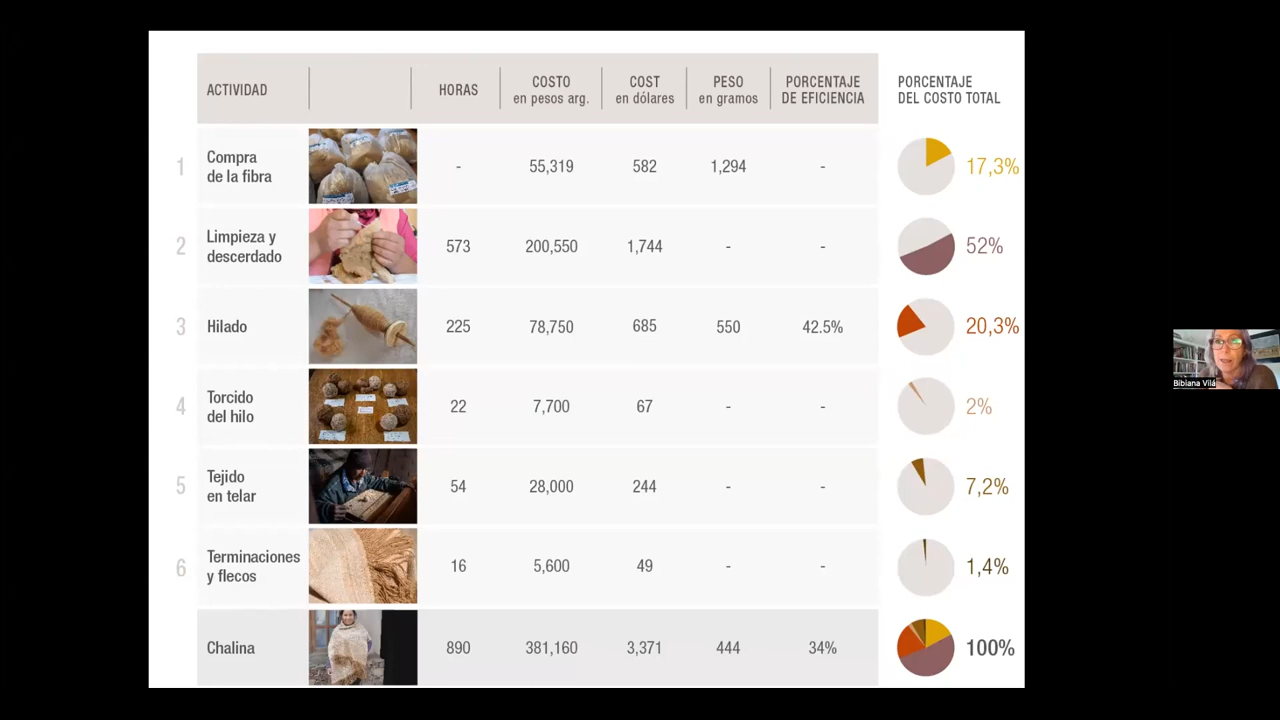 ACTIVIDAD
HORAS
COSTO
en pesos arg.
COST
en dólares
PESO
en gramos
PORCENTAJE
DE EFICIENCIA
PORCENTAJE
DEL COSTO TOTAL
1
Compra
de la fibra
-
55,319
582
1,294
-
17,3%
2
Limpieza y
descerdado
573
200,550
1,744
-
-
52%
3
Hilado
225
78,750
685
550
42.5%
20,3%
4
Torcido
del hilo
22
7,700
67
-
-
2%
5
Tejido
en telar
54
28,000
244
-
-
7,2%
6
Terminaciones
y flecos
16
5,600
49
-
-
1,4%
Chalina
890
381,160
3,371
444
34%
100%
Bibiana Vilá